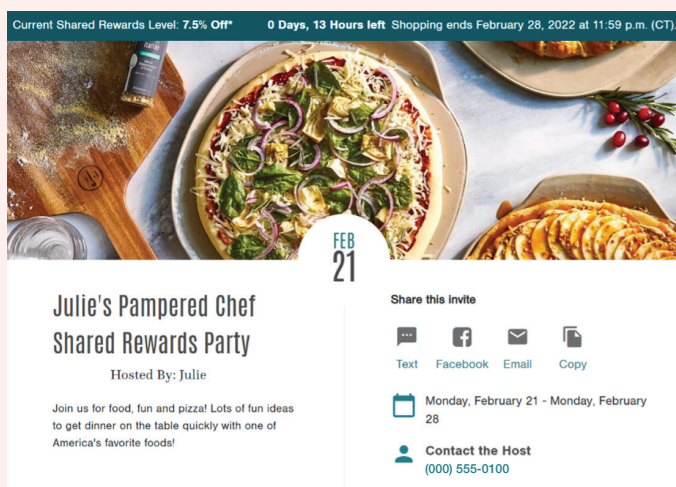 Current Shared Rewards Level: 7.5% Off* 0 Days, 13 Hours left Shopping ends February 28, 2022 at 11:59 p.m. (CT).
FEB
21
Julie's Pampered Chef
Shared Rewards Party
Hosted By: Julie
Join us for food, fun and pizza! Lots of fun ideas
to get dinner on the table quickly with one of
America's favorite foods!
Share this invite
Text Facebook Email Copy
Monday, February 21 - Monday, February
28
Contact the Host
(000) 555-0100